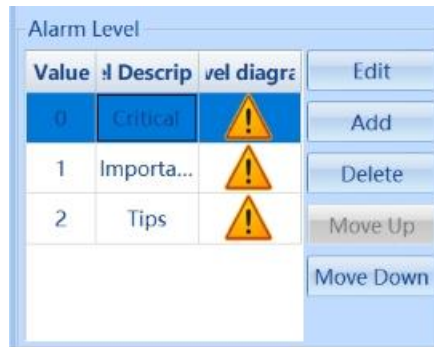 Alarm Level
Value el Descrip vel diagra Edit
0 Critical Add
1 Importa... Delete
2 Tips Move Up
Move Down